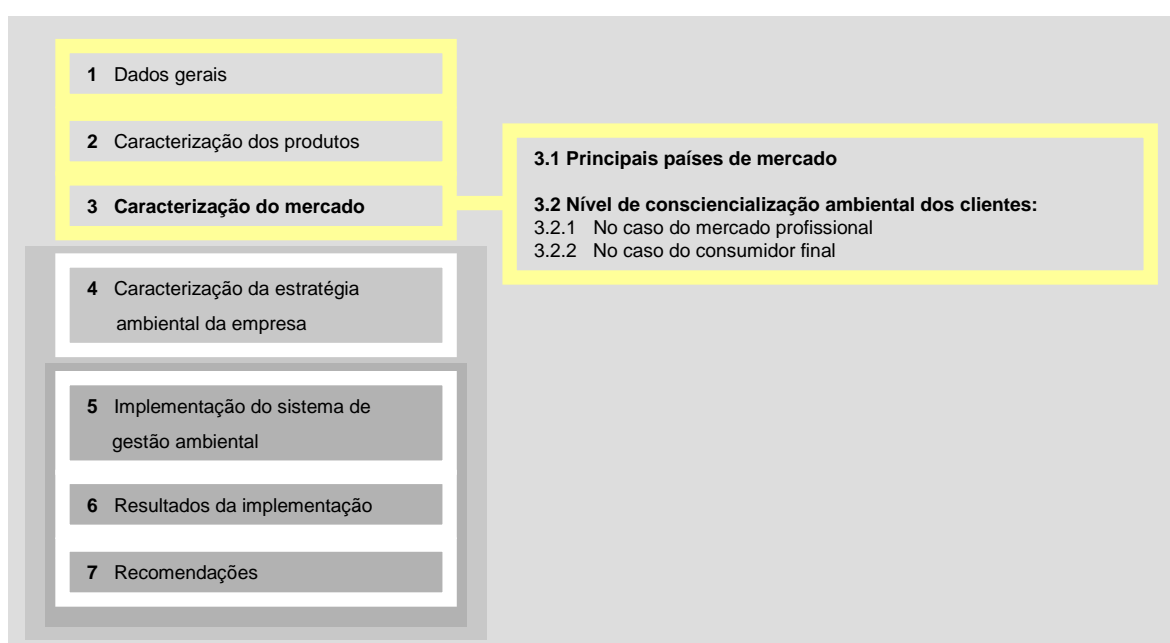 1 Dados gerais
2 Caracterização dos produtos
3 Caracterização do mercado
3.1 Principais países de mercado
3.2 Nível de consciencialização ambiental dos clientes:
3.2.1 No caso do mercado profissional
3.2.2 No caso do consumidor final
4 Caracterização da estratégia
ambiental da empresa
5 Implementação do sistema de
gestão ambiental
6 Resultados da implementação
7 Recomendações